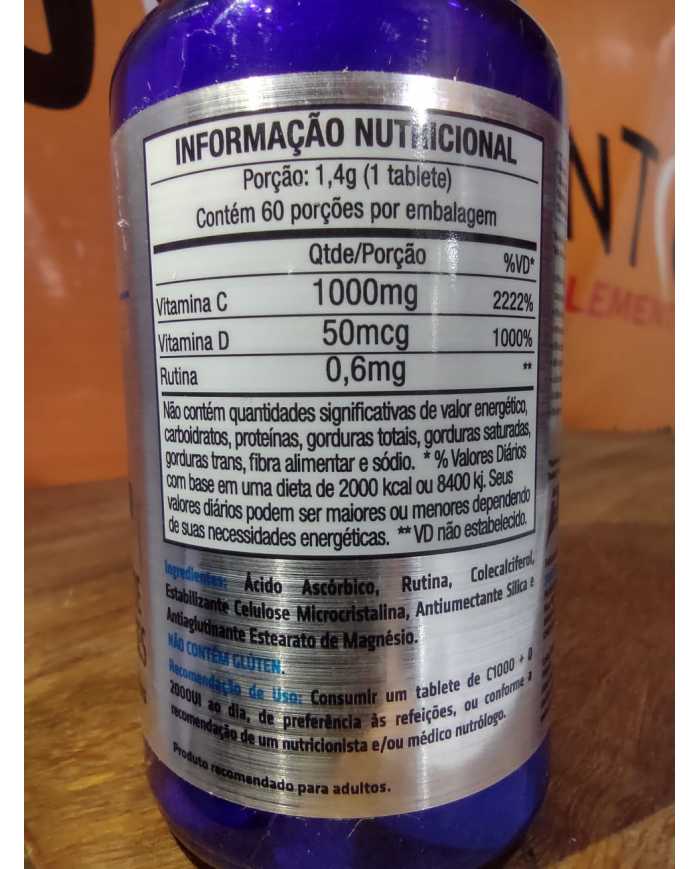 INFORMAÇÃO NUTRICIONAL
Porção: 1,4g (1 tablete)
Contém 60 porções por embalagem
Qtde/Porção %VD*
Vitamina C 1000mg 2222%
Vitamina D 50mcg 1000%
Rutina 0,6mg **
Não contém quantidades significativas de valor energético,
carboidratos, proteínas, gorduras totais, gorduras saturadas,
gorduras trans, fibra alimentar e sódio. * % Valores Diários
com base em uma dieta de 2000 kcal ou 8400 kj. Seus
valores diários podem ser maiores ou menores dependendo
de suas necessidades energéticas. ** VD não estabelecido.
Ingredientes: Ácido Ascórbico, Rutina, Colecalciferol,
Estabilizante Celulose Microcristalina, Antiumectante Sílica e
Antiaglutinante Estearato de Magnésio.
NÃO CONTÉM GLÚTEN.
Recomendação de Uso: Consumir um tablete de C1000 + D
2000UI ao dia, de preferência às refeições, ou conforme a
recomendação de um nutricionista e/ou médico nutrólogo.
Produto recomendado para adultos.